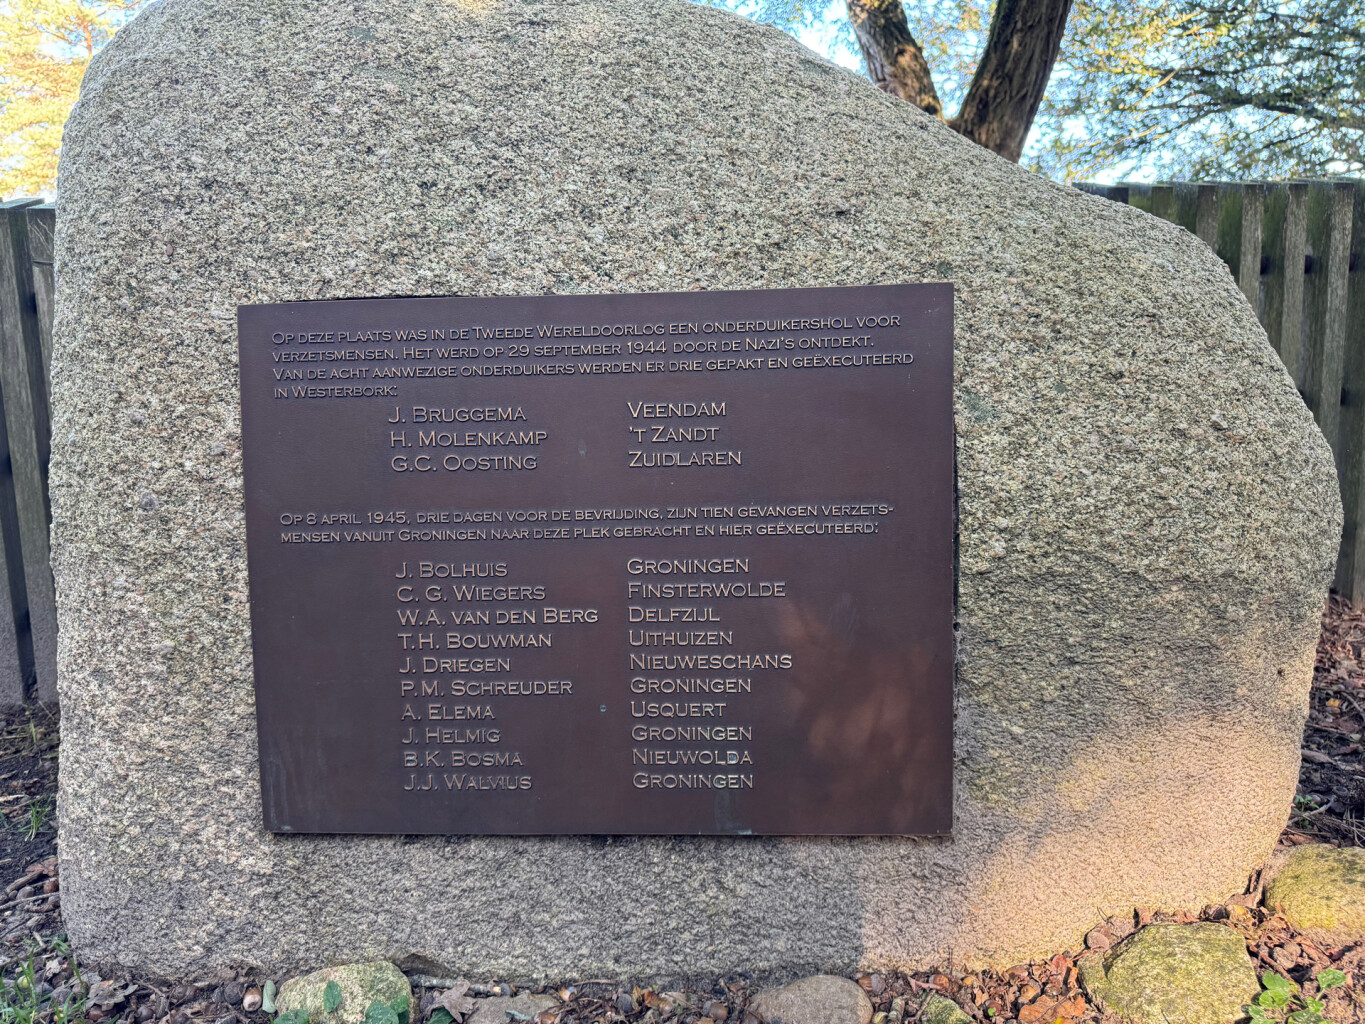 Op deze plaats was in de Tweede Wereldoorlog een onderduikershol voor
verzetsmensen. Het werd op 29 september 1944 door de Nazi's ontdekt.
Van de acht aanwezige onderduikers werden er drie gepakt en geëxecuteerd
in Westerbork:
J. Bruggema Veendam
H. Molenkamp 't Zandt
G.C. Oosting Zuidlaren
Op 8 april 1945, drie dagen voor de bevrijding, zijn tien gevangen verzets-
mensen vanuit Groningen naar deze plek gebracht en hier geëxecuteerd:
J. Bolhuis Groningen
C. G. Wiegers Finsterwolde
W.A. van den Berg Delfzijl
T.H. Bouwman Uithuizen
J. Driegen Nieuweschans
P.M. Schreuder Groningen
A. Elema Usquert
J. Helmig Groningen
B.K. Bosma Nieuwolda
J.J. Walvius Groningen